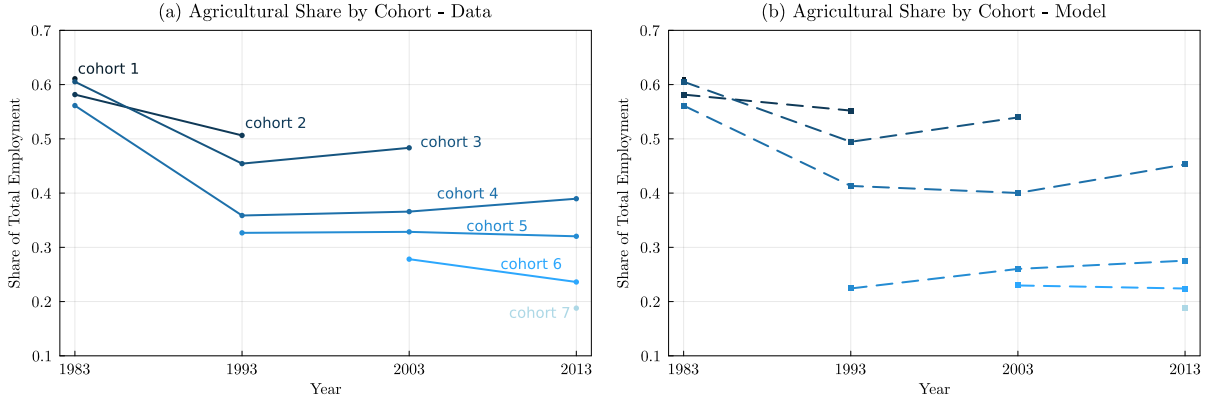 (a) Agricultural Share by Cohort - Data
Share of Total Employment
0.7
0.6
0.5
0.4
0.3
0.2
0.1
cohort 1
cohort 2
cohort 3
cohort 4
cohort 5
cohort 6
cohort 7
1983
1993
2003
2013
Year
(b) Agricultural Share by Cohort - Model
Share of Total Employment
0.7
0.6
0.5
0.4
0.3
0.2
0.1
1983
1993
2003
2013
Year